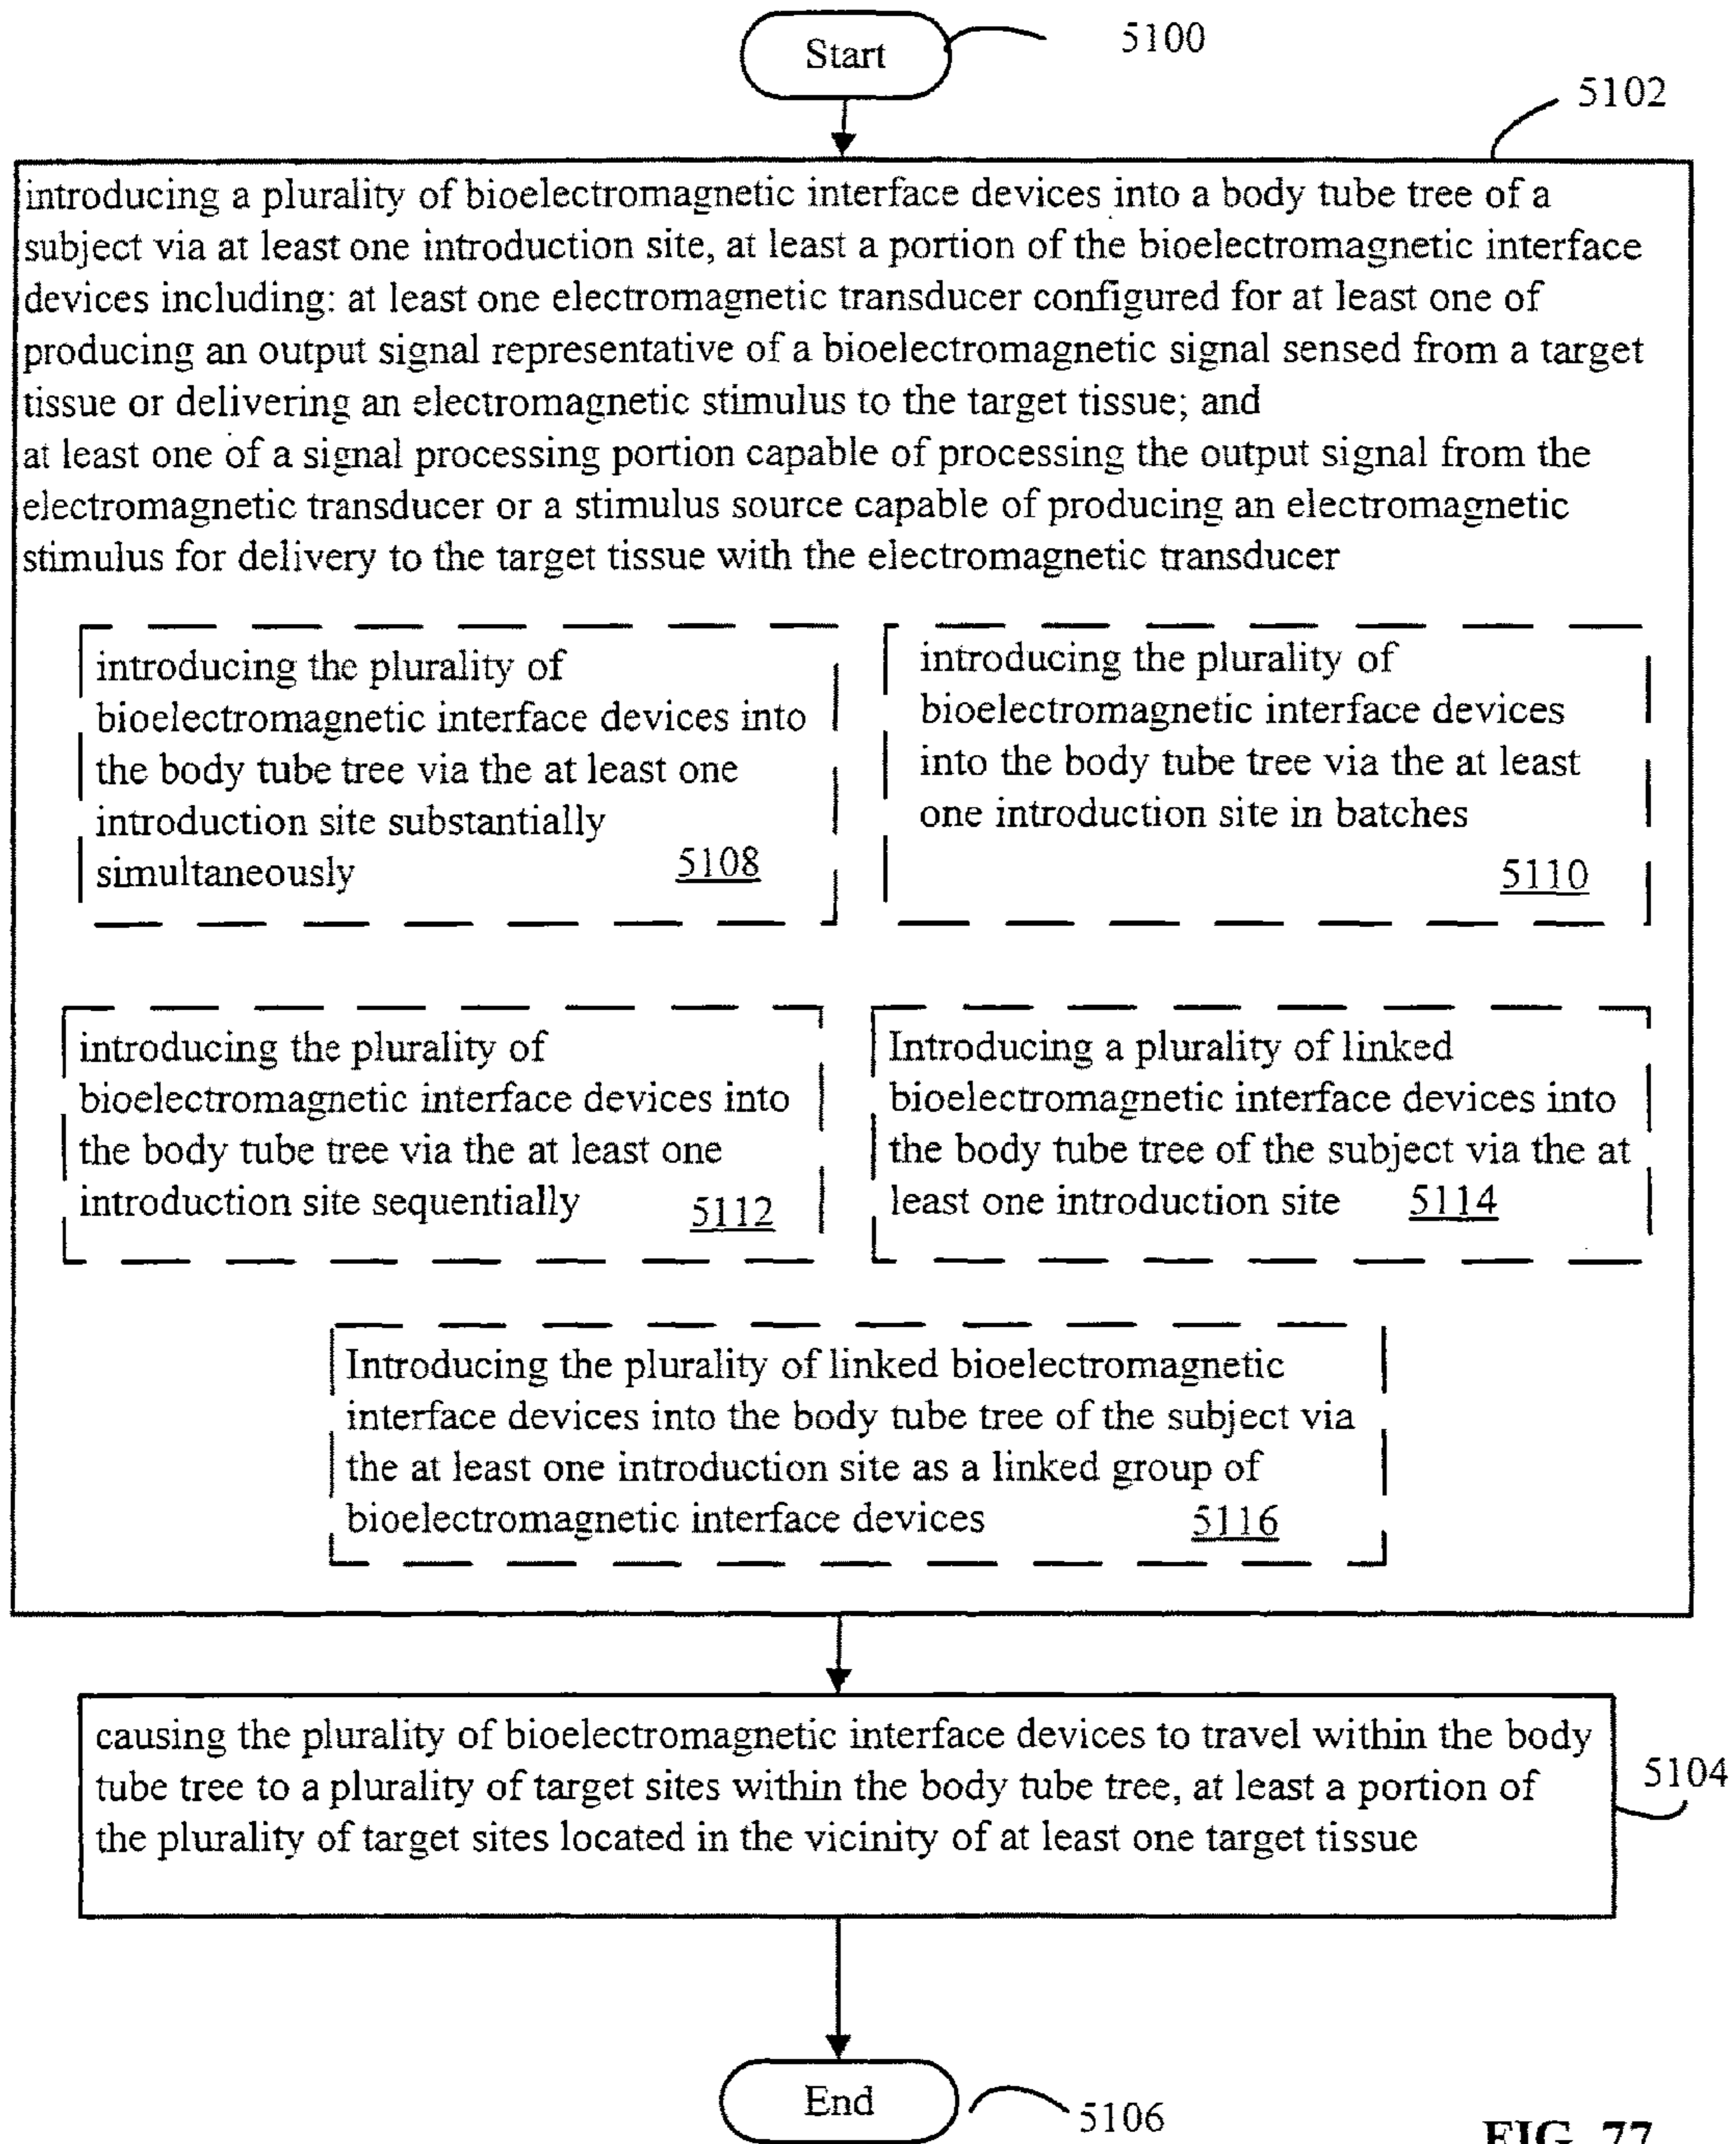 Start
5100
5102
introducing a plurality of bioelectromagnetic interface devices into a body tube tree of a
subject via at least one introduction site, at least a portion of the bioelectromagnetic interface
devices including: at least one electromagnetic transducer configured for at least one of
producing an output signal representative of a bioelectromagnetic signal sensed from a target
tissue or delivering an electromagnetic stimulus to the target tissue; and
at least one of a signal processing portion capable of processing the output signal from the
electromagnetic transducer or a stimulus source capable of producing an electromagnetic
stimulus for delivery to the target tissue with the electromagnetic transducer
introducing the plurality of
bioelectromagnetic interface devices into
the body tube tree via the at least one
introduction site substantially
simultaneously
5108
introducing the plurality of
bioelectromagnetic interface devices
into the body tube tree via the at least
one introduction site in batches
5110
introducing the plurality of
bioelectromagnetic interface devices into
the body tube tree via the at least one
introduction site sequentially
5112
Introducing a plurality of linked
bioelectromagnetic interface devices into
the body tube tree of the subject via the at
least one introduction site
5114
Introducing the plurality of linked bioelectromagnetic
interface devices into the body tube tree of the subject via
the at least one introduction site as a linked group of
bioelectromagnetic interface devices
5116
causing the plurality of bioelectromagnetic interface devices to travel within the body
tube tree to a plurality of target sites within the body tube tree, at least a portion of
the plurality of target sites located in the vicinity of at least one target tissue
5104
End
5106
FIG. 77